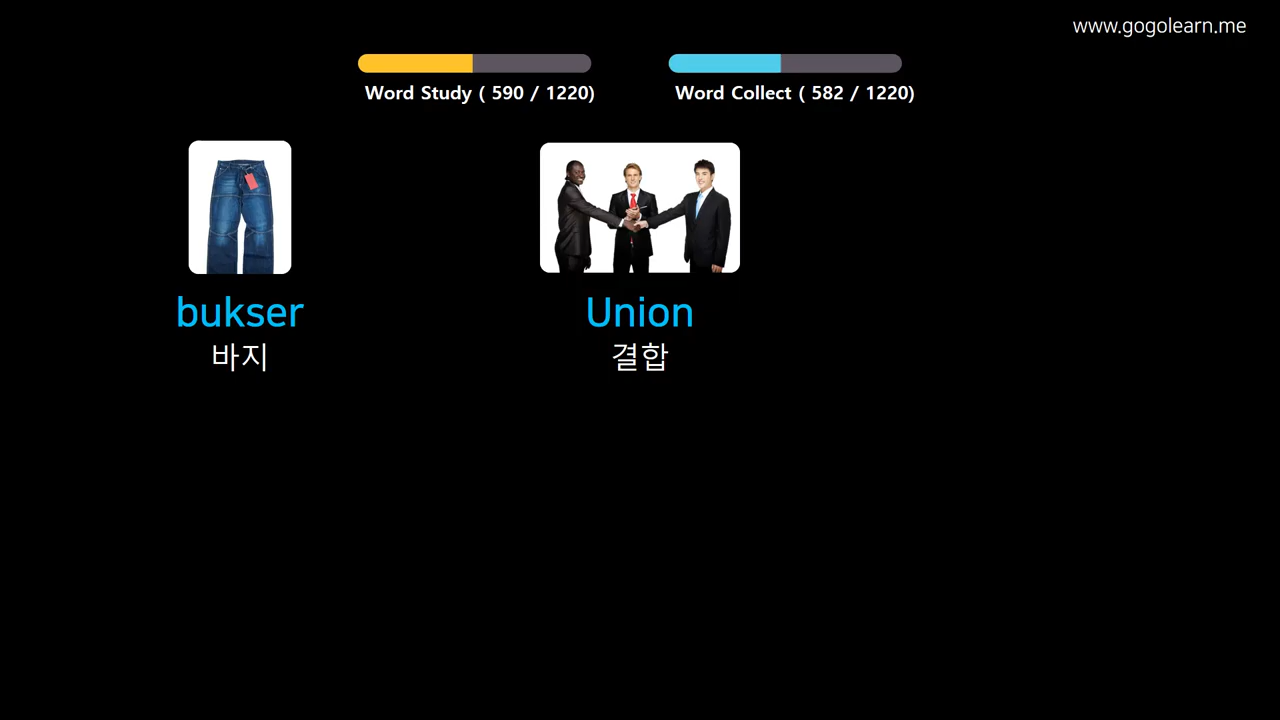 www.gogolearn.me
Word Study ( 590 / 1220)
Word Collect ( 582 / 1220)
bukser
바지
Union
결합